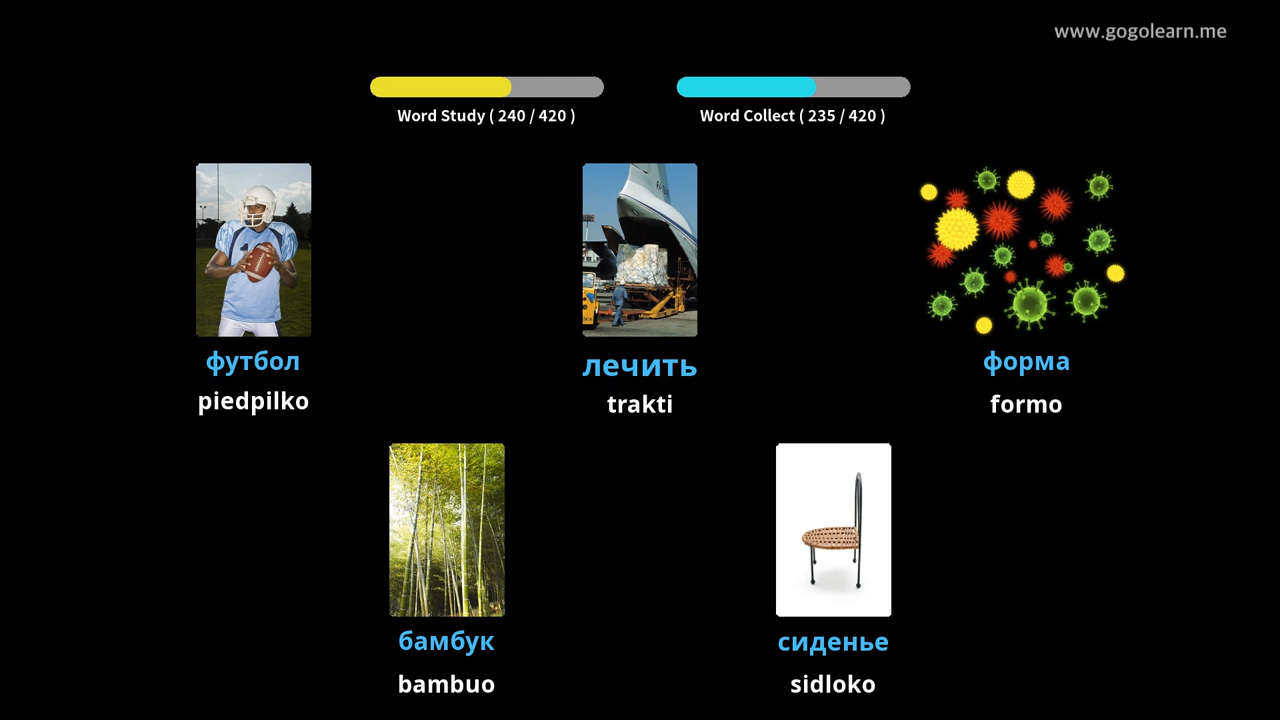 www.gogolearn.me
Word Study ( 240 / 420 )
Word Collect ( 235 / 420 )
футбол
piedpilko
лечить
trakti
форма
formo
бамбук
bambuo
сиденье
sidloko